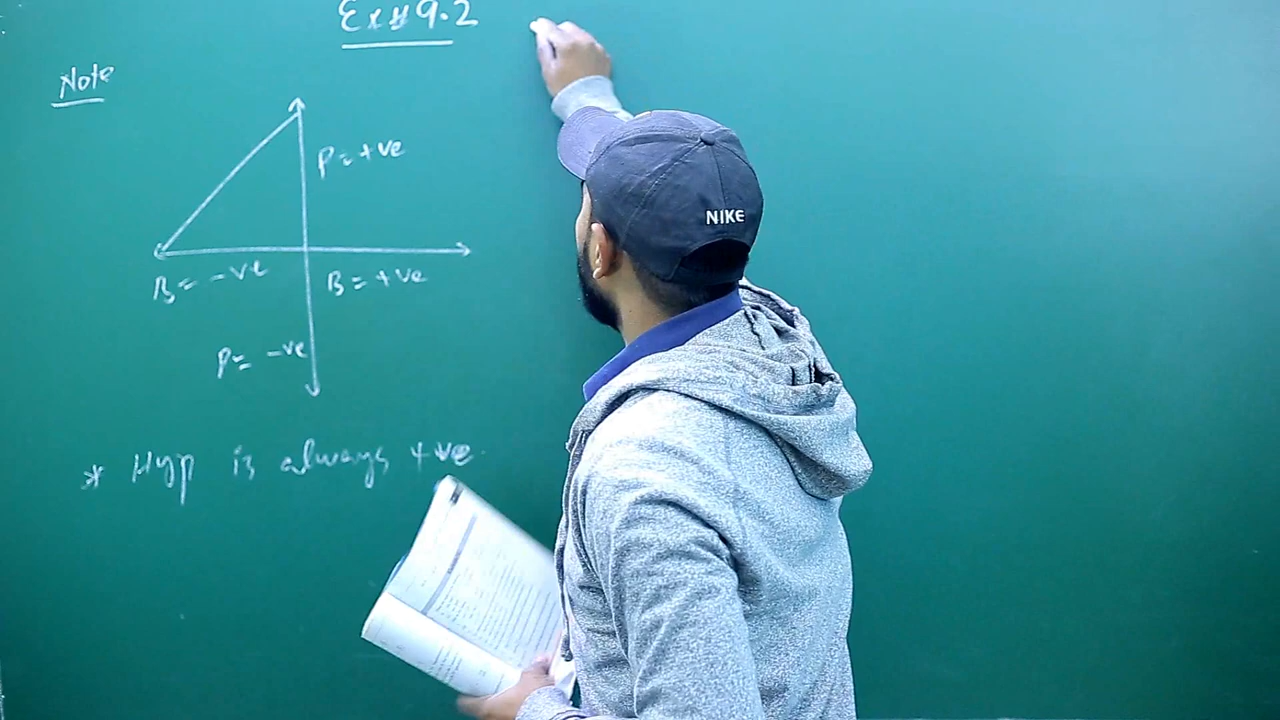 Ex # 9.2
Note
P = +ve
B = -ve
B = +ve
P = -ve
* Hyp is always +ve.
NIKE